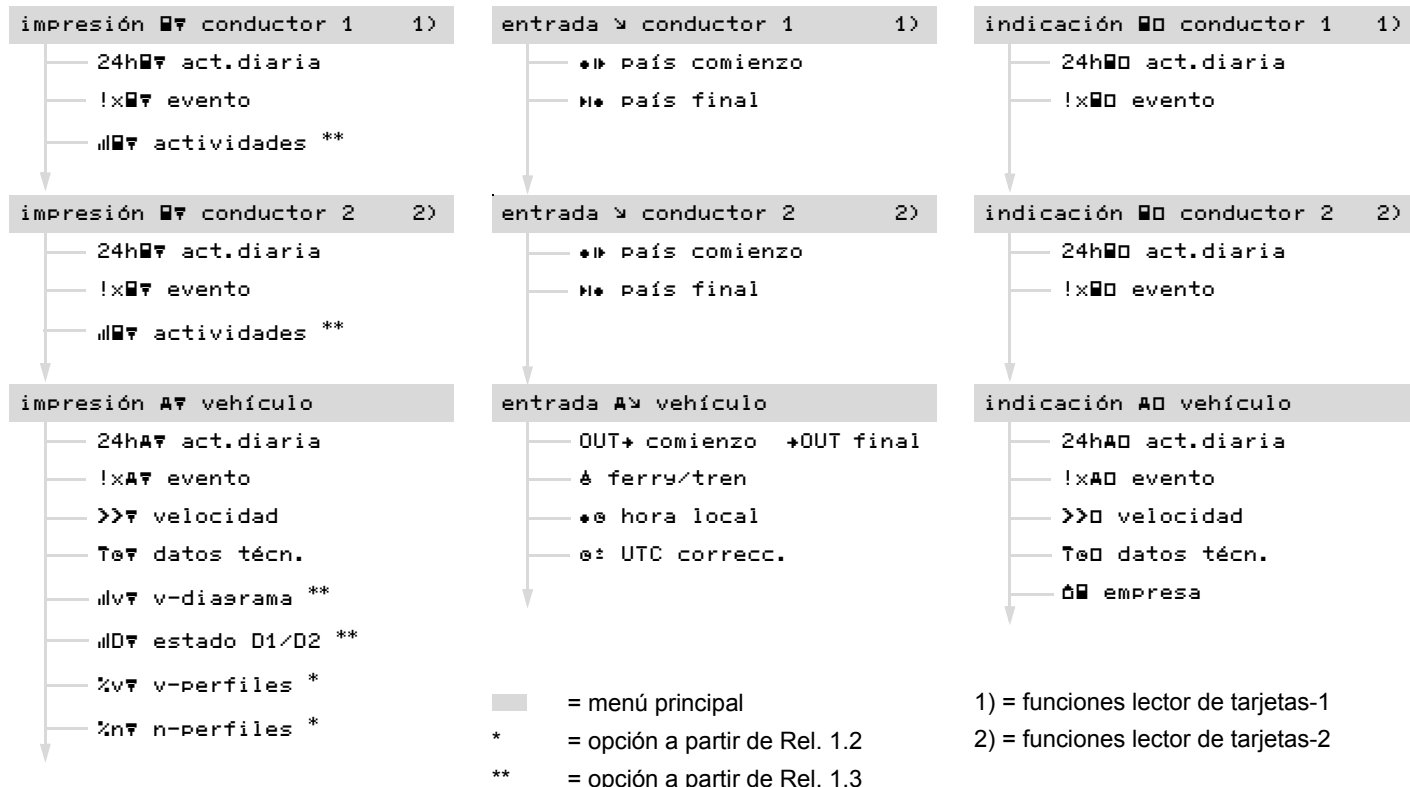 impresión conductor 1 1)
24h act.diaria
!x evento
actividades **
impresión conductor 2 2)
24h act.diaria
!x evento
actividades **
impresión vehículo
24h act.diaria
!x evento
>> velocidad
datos técn.
v v-diagrama **
D estado D1/D2 **
%v v-perfiles *
%n n-perfiles *
entrada conductor 1 1)
país comienzo
país final
entrada conductor 2 2)
país comienzo
país final
entrada vehículo
OUT→ comienzo →OUT final
ferry/tren
hora local
UTC correcc.
= menú principal
* = opción a partir de Rel. 1.2
** = opción a partir de Rel. 1.3
indicación conductor 1 1)
24h act.diaria
!x evento
indicación conductor 2 2)
24h act.diaria
!x evento
indicación vehículo
24h act.diaria
!x evento
>> velocidad
datos técn.
empresa
1) = funciones lector de tarjetas-1
2) = funciones lector de tarjetas-2